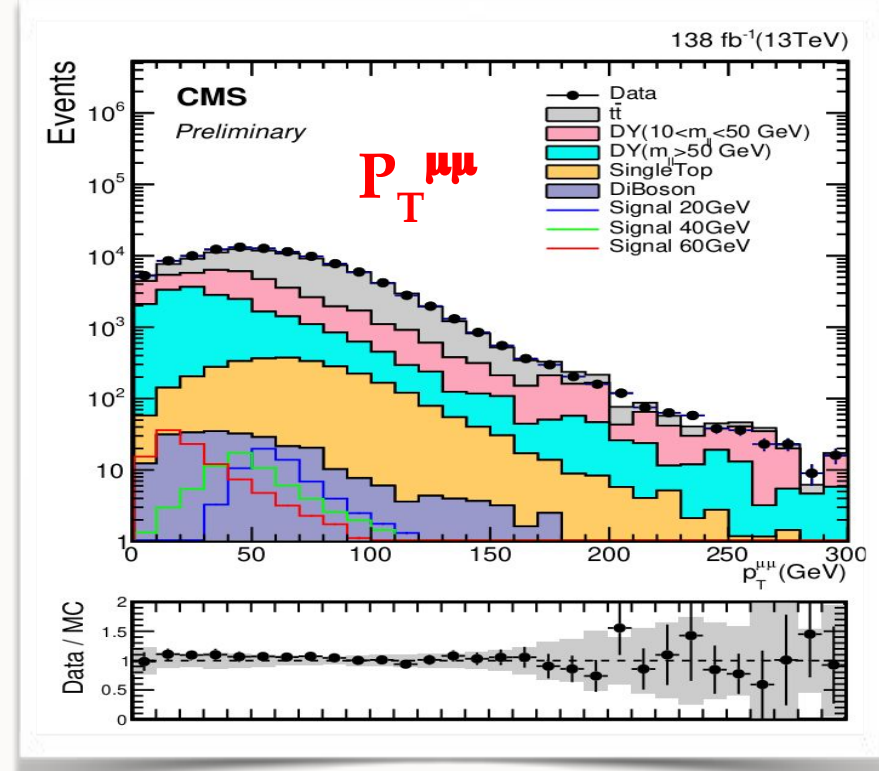 138 fb⁻¹(13TeV)
Events
CMS
Preliminary
P_T^μμ
Data
tt̄
DY(10<m_ll<50 GeV)
DY(m_ll>50 GeV)
SingleTop
DiBoson
Signal 20GeV
Signal 40GeV
Signal 60GeV
10⁶
10⁵
10⁴
10³
10²
10
1
0 50 100 150 200 250 300
p_T^μμ(GeV)
Data / MC
2
1.5
1
0.5
0